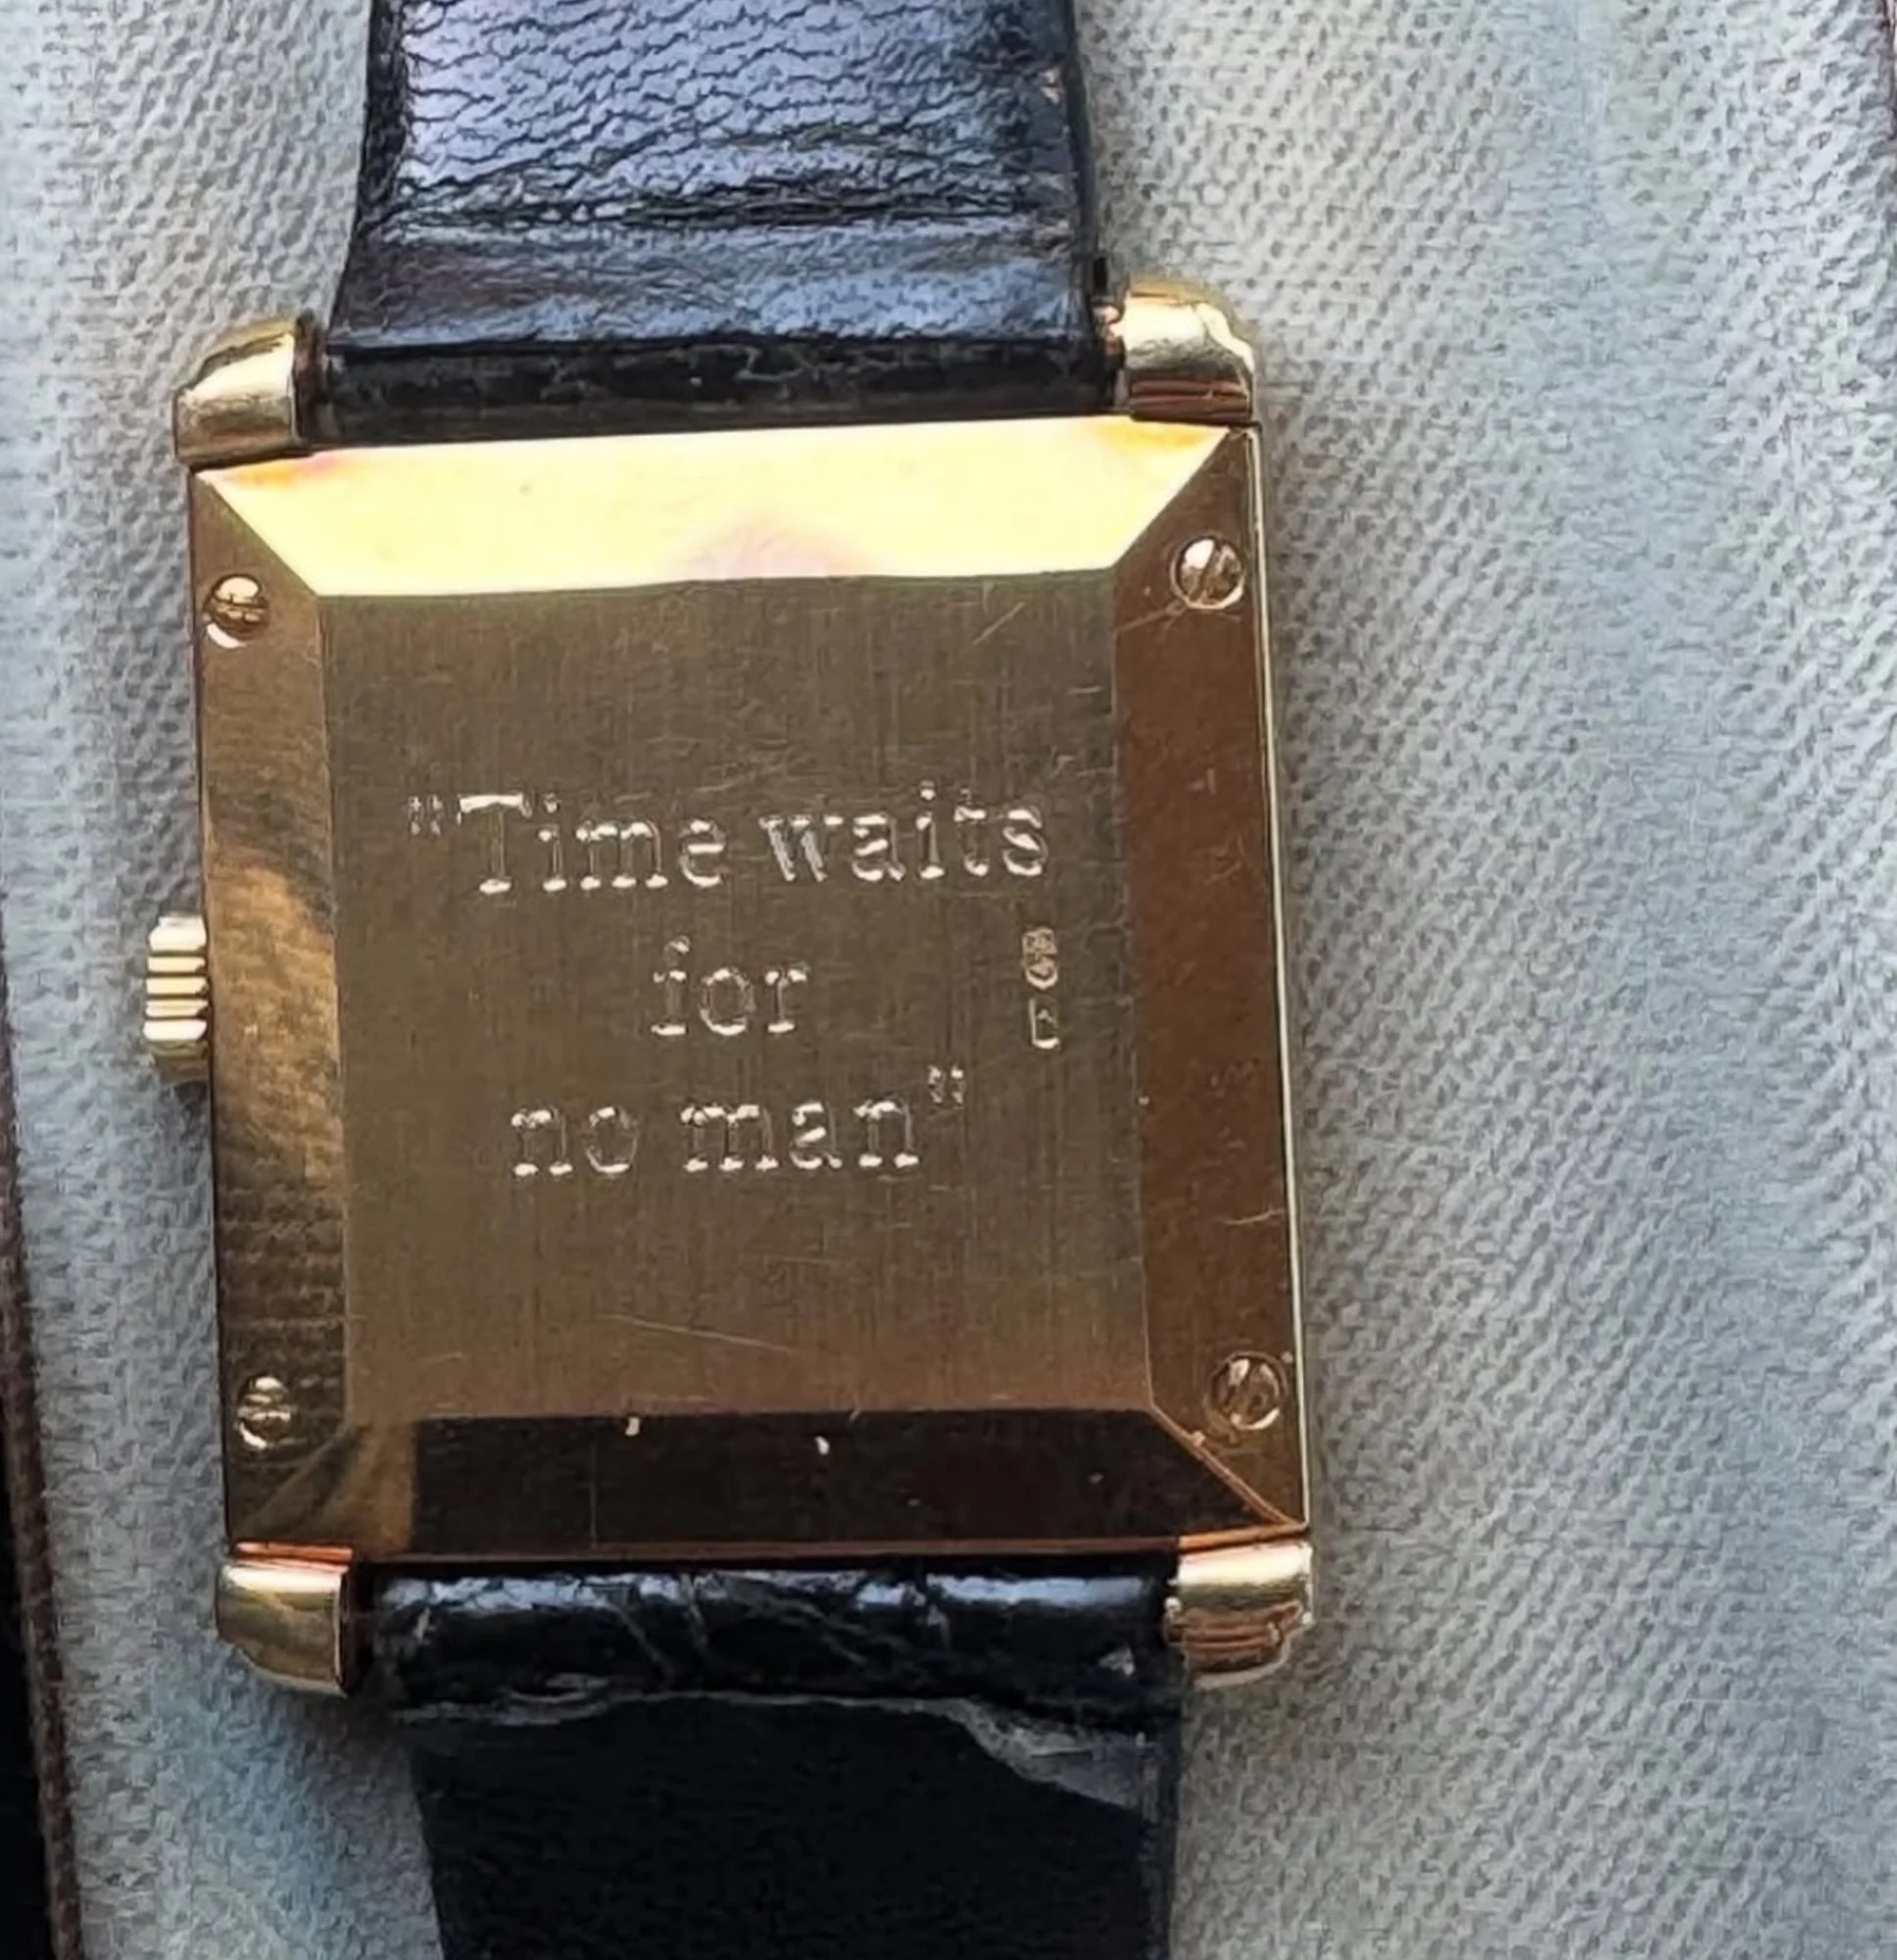 "Time waits
for
no man"